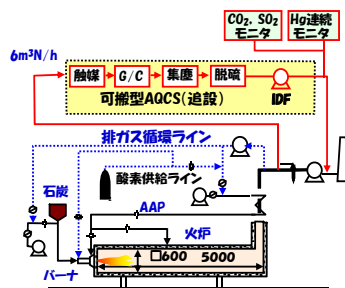 CO₂, SO₂
モニタ
Hg連続
モニタ
6m³N/h
触媒
G/C
集塵
脱硫
可搬型AQCS(追設)
IDF
排ガス循環ライン
石炭
酸素供給ライン
AAP
火炉
□600 5000
バーナ